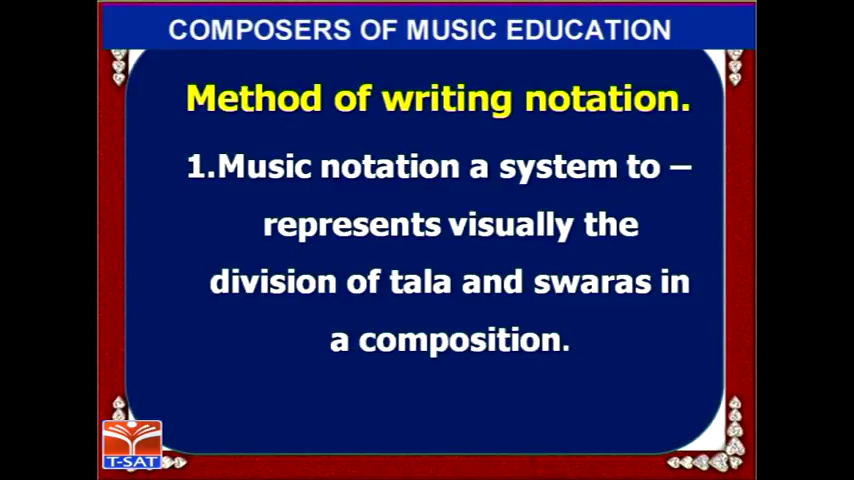 COMPOSERS OF MUSIC EDUCATION
Method of writing notation.
1.Music notation a system to –
represents visually the
division of tala and swaras in
a composition.
T-SAT